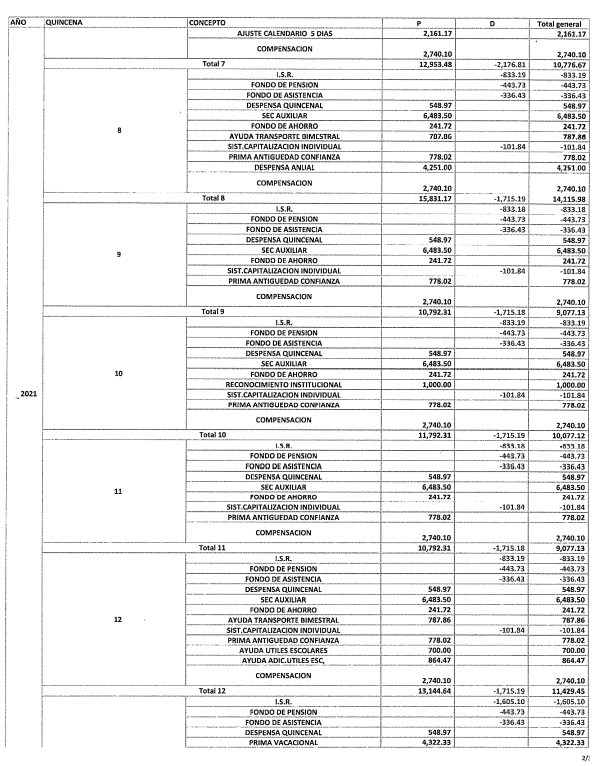 AÑO QUINCENA CONCEPTO P D Total general
AJUSTE CALENDARIO 5 DIAS 2,161.17 2,161.17
COMPENSACION 2,740.10 2,740.10
Total 7 12,953.48 -2,176.81 10,776.67
I.S.R. -833.19 -833.19
FONDO DE PENSION -443.73 -443.73
FONDO DE ASISTENCIA -336.43 -336.43
DESPENSA QUINCENAL 548.97 548.97
SEC AUXILIAR 6,483.50 6,483.50
8 FONDO DE AHORRO 241.72 241.72
AYUDA TRANSPORTE BIMESTRAL 787.86 787.86
SIST.CAPITALIZACION INDIVIDUAL -101.84 -101.84
PRIMA ANTIGUEDAD CONFIANZA 778.02 778.02
DESPENSA ANUAL 4,251.00 4,251.00
COMPENSACION 2,740.10 2,740.10
Total 8 15,831.17 -1,715.19 14,115.98
I.S.R. -833.18 -833.18
FONDO DE PENSION -443.73 -443.73
FONDO DE ASISTENCIA -336.43 -336.43
DESPENSA QUINCENAL 548.97 548.97
9 SEC AUXILIAR 6,483.50 6,483.50
FONDO DE AHORRO 241.72 241.72
SIST.CAPITALIZACION INDIVIDUAL -101.84 -101.84
PRIMA ANTIGUEDAD CONFIANZA 778.02 778.02
COMPENSACION 2,740.10 2,740.10
Total 9 10,792.31 -1,715.18 9,077.13
I.S.R. -833.19 -833.19
FONDO DE PENSION -443.73 -443.73
FONDO DE ASISTENCIA -336.43 -336.43
DESPENSA QUINCENAL 548.97 548.97
SEC AUXILIAR 6,483.50 6,483.50
10 FONDO DE AHORRO 241.72 241.72
RECONOCIMIENTO INSTITUCIONAL 1,000.00 1,000.00
2021 SIST.CAPITALIZACION INDIVIDUAL -101.84 -101.84
PRIMA ANTIGUEDAD CONFIANZA 778.02 778.02
COMPENSACION 2,740.10 2,740.10
Total 10 11,792.31 -1,715.19 10,077.12
I.S.R. -833.18 -833.18
FONDO DE PENSION -443.73 -443.73
FONDO DE ASISTENCIA -336.43 -336.43
DESPENSA QUINCENAL 548.97 548.97
11 SEC AUXILIAR 6,483.50 6,483.50
FONDO DE AHORRO 241.72 241.72
SIST.CAPITALIZACION INDIVIDUAL -101.84 -101.84
PRIMA ANTIGUEDAD CONFIANZA 778.02 778.02
COMPENSACION 2,740.10 2,740.10
Total 11 10,792.31 -1,715.18 9,077.13
I.S.R. -833.19 -833.19
FONDO DE PENSION -443.73 -443.73
FONDO DE ASISTENCIA -336.43 -336.43
DESPENSA QUINCENAL 548.97 548.97
SEC AUXILIAR 6,483.50 6,483.50
FONDO DE AHORRO 241.72 241.72
12 AYUDA TRANSPORTE BIMESTRAL 787.86 787.86
SIST.CAPITALIZACION INDIVIDUAL -101.84 -101.84
PRIMA ANTIGUEDAD CONFIANZA 778.02 778.02
AYUDA UTILES ESCOLARES 700.00 700.00
AYUDA ADIC.UTILES ESC, 864.47 864.47
COMPENSACION 2,740.10 2,740.10
Total 12 13,144.64 -1,715.19 11,429.45
I.S.R. -1,605.10 -1,605.10
FONDO DE PENSION -443.73 -443.73
FONDO DE ASISTENCIA -336.43 -336.43
DESPENSA QUINCENAL 548.97 548.97
PRIMA VACACIONAL 4,322.33 4,322.33